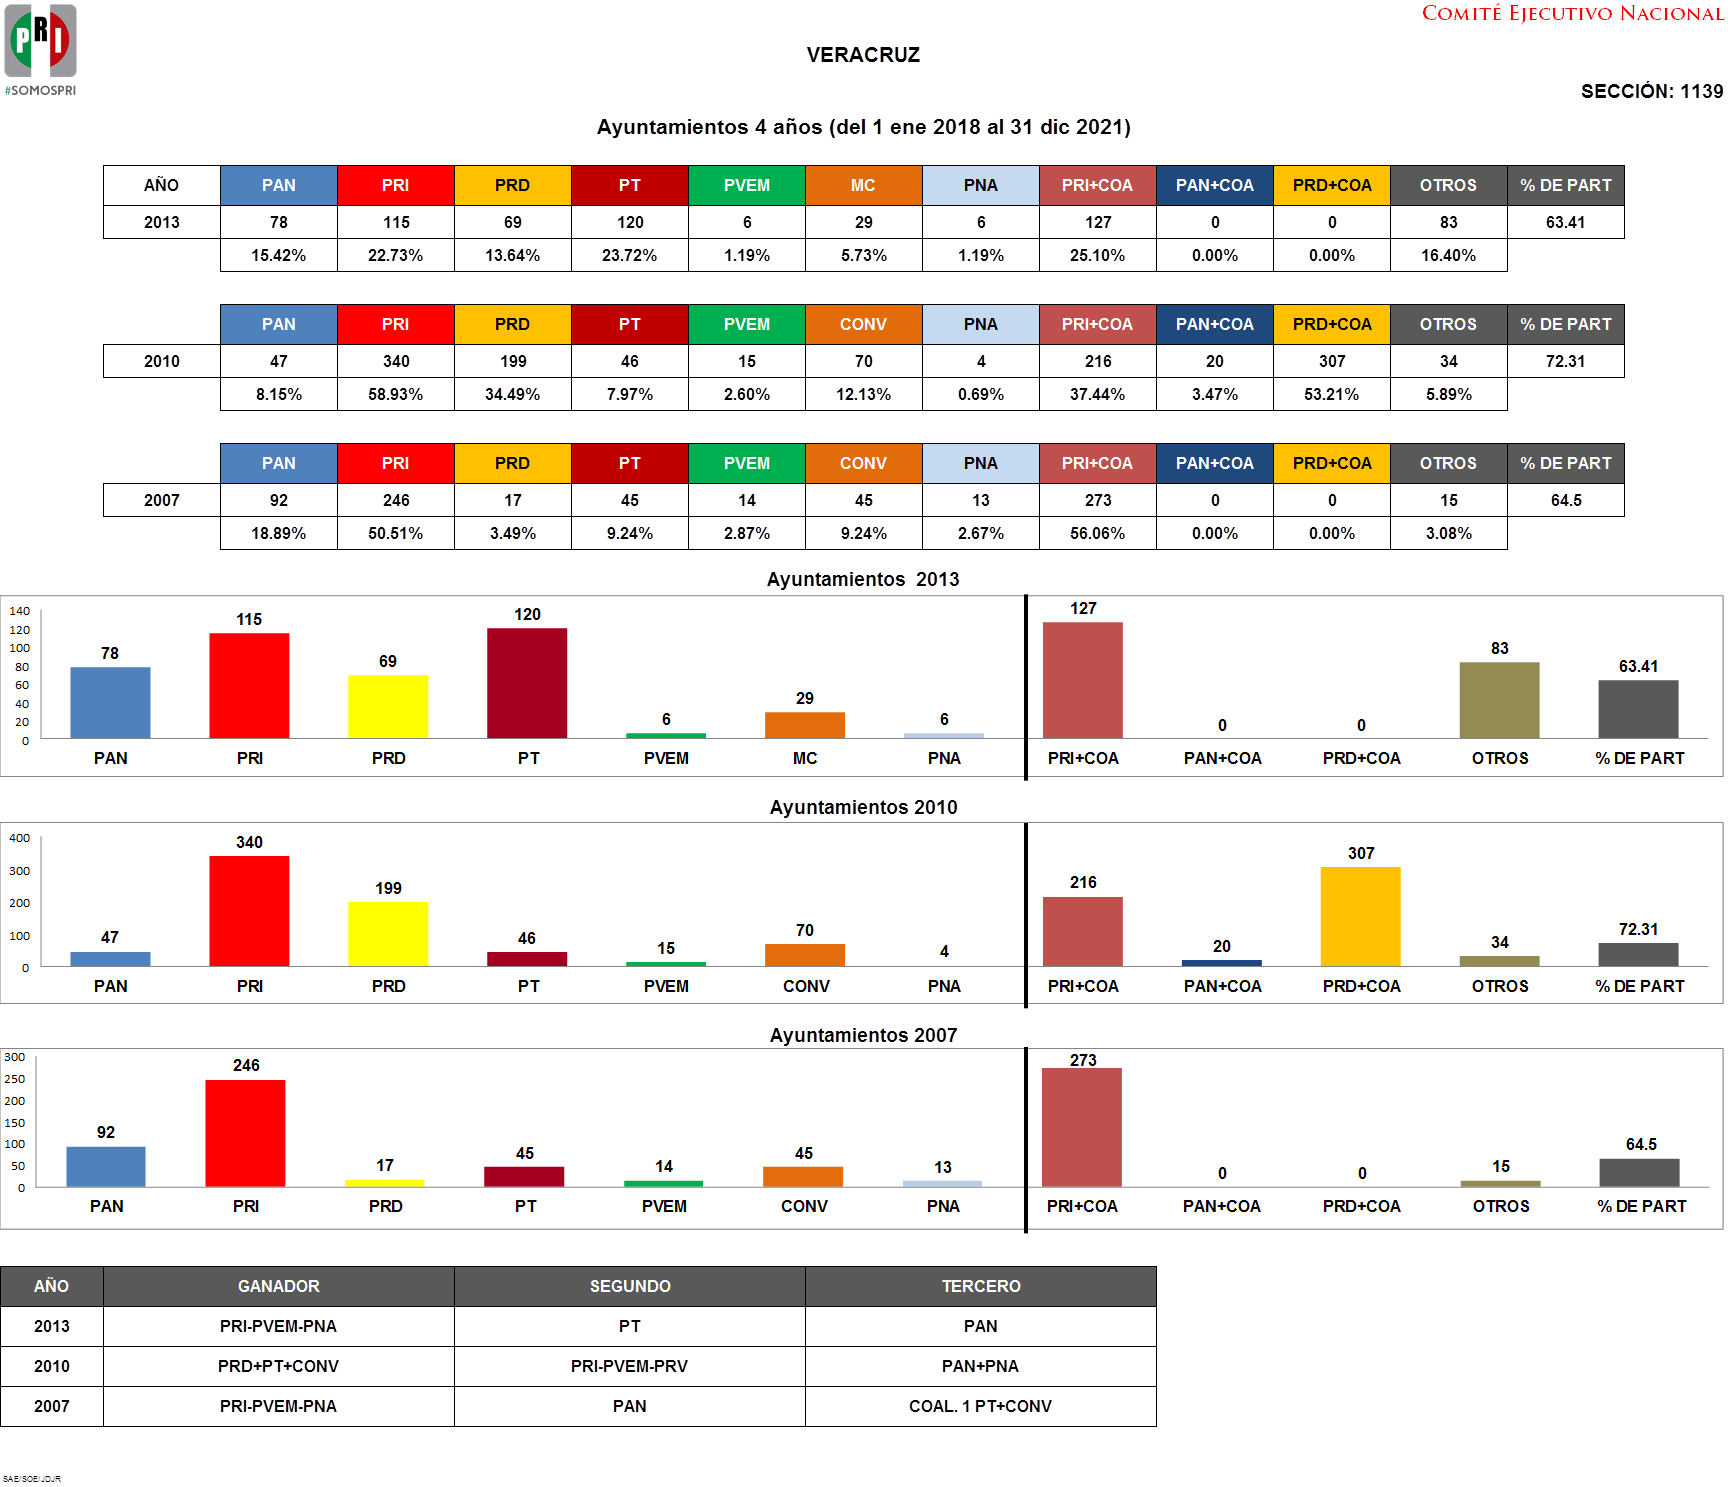 PRI
#SOMOSPRI
COMITÉ EJECUTIVO NACIONAL
VERACRUZ
SECCIÓN: 1139
Ayuntamientos 4 años (del 1 ene 2018 al 31 dic 2021)
AÑO PAN PRI PRD PT PVEM MC PNA PRI+COA PAN+COA PRD+COA OTROS % DE PART
2013 78 115 69 120 6 29 6 127 0 0 83 63.41
15.42% 22.73% 13.64% 23.72% 1.19% 5.73% 1.19% 25.10% 0.00% 0.00% 16.40%
PAN PRI PRD PT PVEM CONV PNA PRI+COA PAN+COA PRD+COA OTROS % DE PART
2010 47 340 199 46 15 70 4 216 20 307 34 72.31
8.15% 58.93% 34.49% 7.97% 2.60% 12.13% 0.69% 37.44% 3.47% 53.21% 5.89%
PAN PRI PRD PT PVEM CONV PNA PRI+COA PAN+COA PRD+COA OTROS % DE PART
2007 92 246 17 45 14 45 13 273 0 0 15 64.5
18.89% 50.51% 3.49% 9.24% 2.87% 9.24% 2.67% 56.06% 0.00% 0.00% 3.08%
Ayuntamientos 2013
140
120
100
80
60
40
20
0
78 115 69 120 6 29 6 127 0 0 83 63.41
PAN PRI PRD PT PVEM MC PNA PRI+COA PAN+COA PRD+COA OTROS % DE PART
Ayuntamientos 2010
400
300
200
100
0
47 340 199 46 15 70 4 216 20 307 34 72.31
PAN PRI PRD PT PVEM CONV PNA PRI+COA PAN+COA PRD+COA OTROS % DE PART
Ayuntamientos 2007
300
250
200
150
100
50
0
92 246 17 45 14 45 13 273 0 0 15 64.5
PAN PRI PRD PT PVEM CONV PNA PRI+COA PAN+COA PRD+COA OTROS % DE PART
AÑO GANADOR SEGUNDO TERCERO
2013 PRI-PVEM-PNA PT PAN
2010 PRD+PT+CONV PRI-PVEM-PRV PAN+PNA
2007 PRI-PVEM-PNA PAN COAL. 1 PT+CONV
SAE/SOE/JDJR